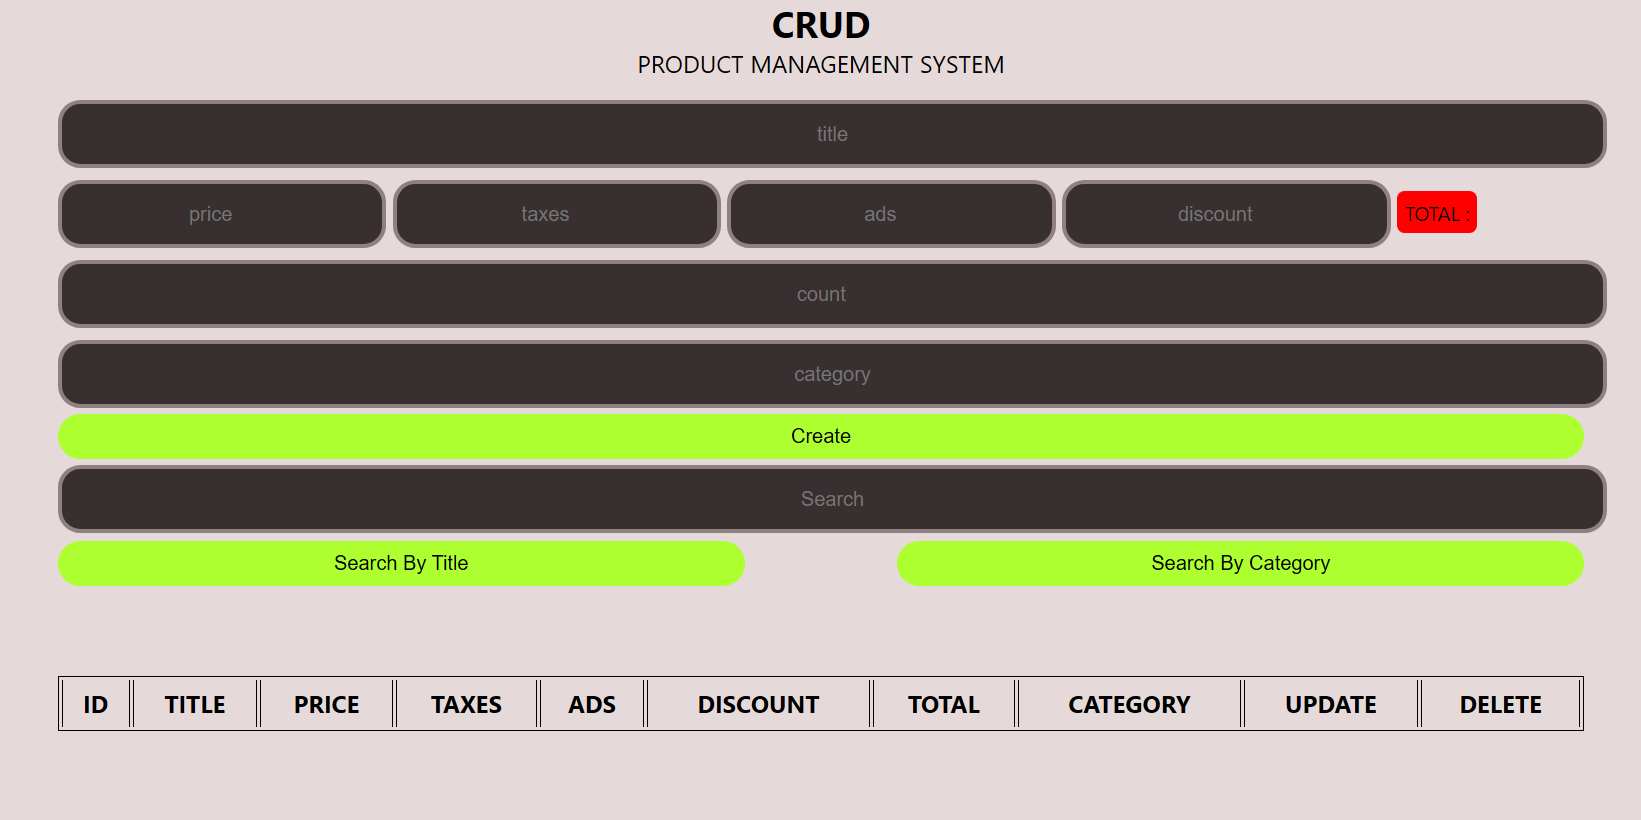 CRUD
PRODUCT MANAGEMENT SYSTEM
title
price taxes ads discount TOTAL :
count
category
Create
Search
Search By Title Search By Category
ID TITLE PRICE TAXES ADS DISCOUNT TOTAL CATEGORY UPDATE DELETE